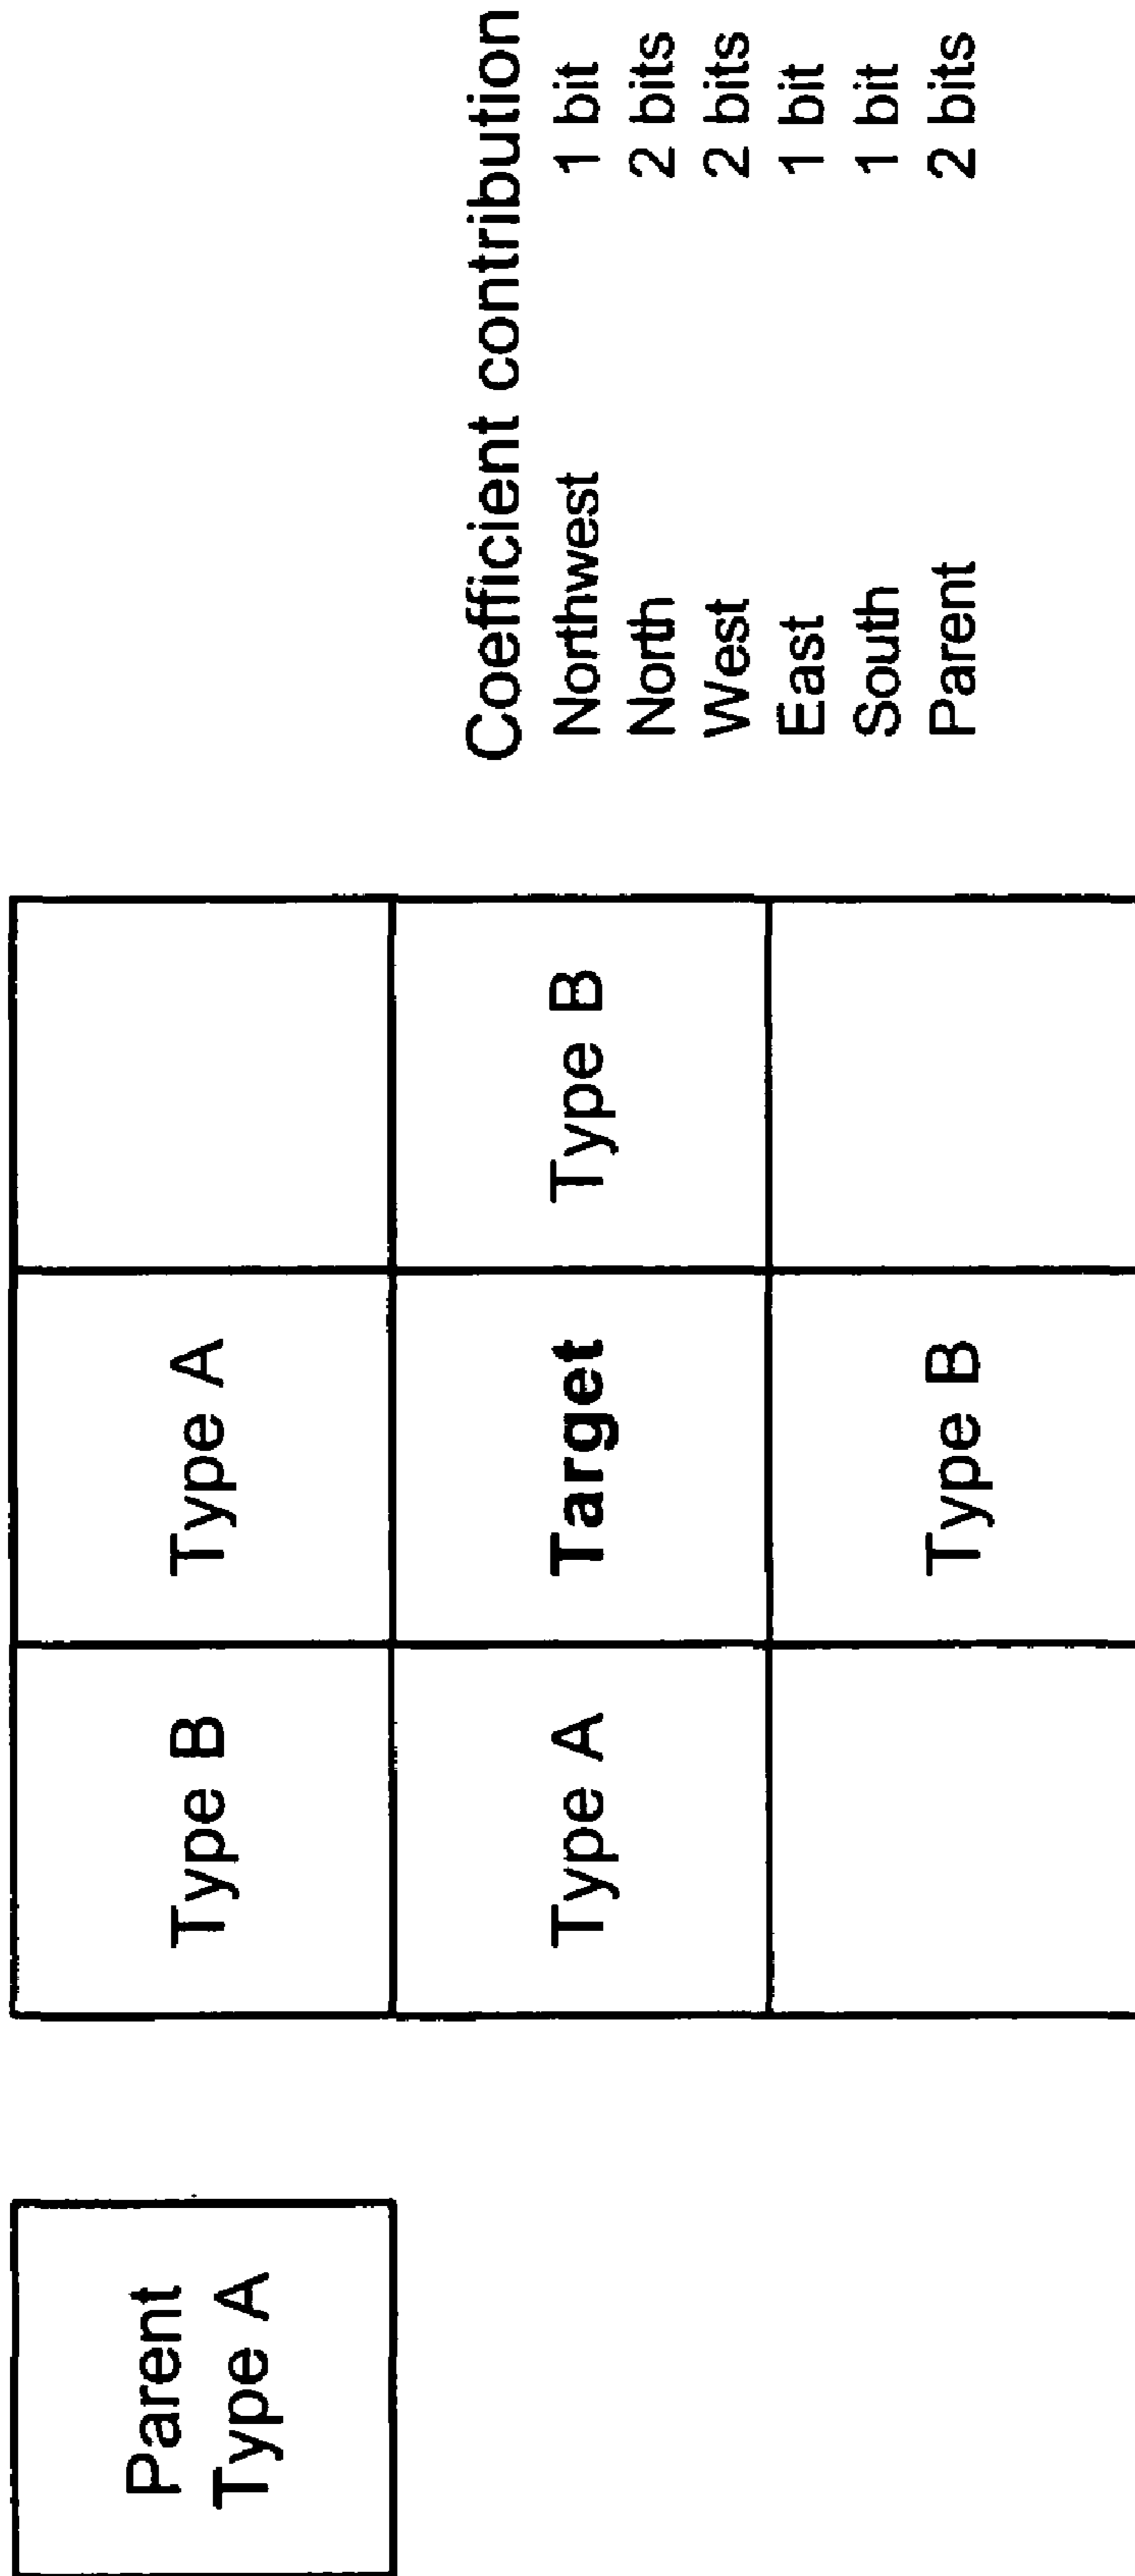 Parent
Type A
Type B
Type A
Type A
Target
Type B
Type B
Coefficient contribution
Northwest 1 bit
North 2 bits
West 2 bits
East 1 bit
South 1 bit
Parent 2 bits